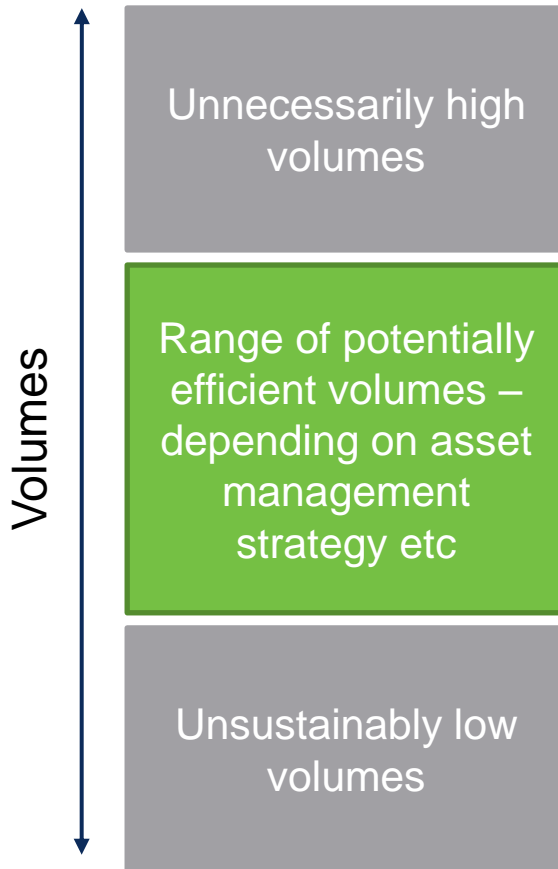 Volumes
Unnecessarily high
volumes
Range of potentially
efficient volumes –
depending on asset
management
strategy etc
Unsustainably low
volumes